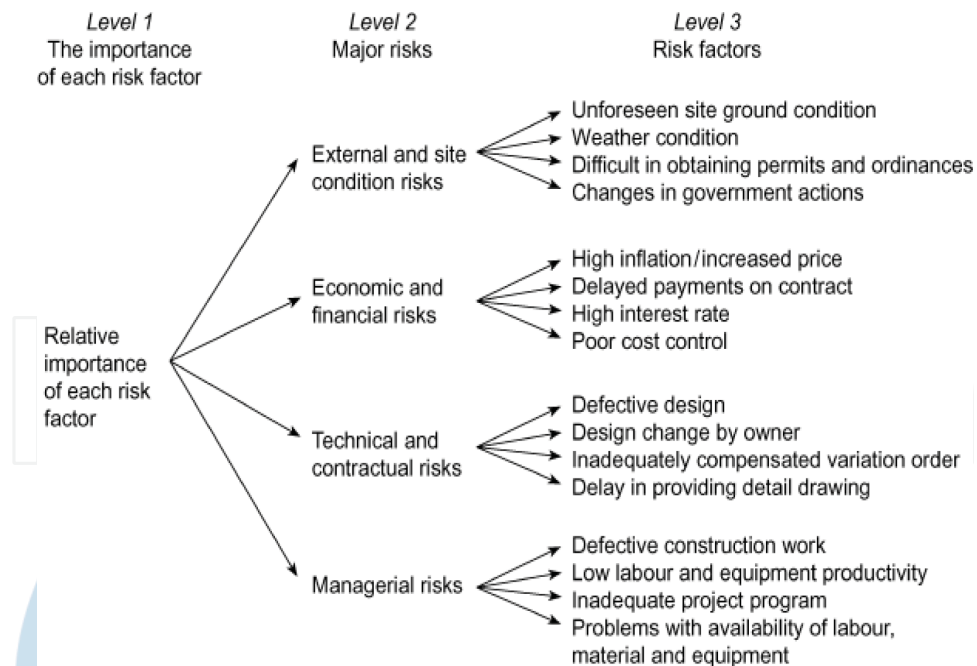 Level 1
The importance
of each risk factor
Level 2
Major risks
Level 3
Risk factors
Relative
importance
of each risk
factor
External and site
condition risks
Unforeseen site ground condition
Weather condition
Difficult in obtaining permits and ordinances
Changes in government actions
Economic and
financial risks
High inflation/increased price
Delayed payments on contract
High interest rate
Poor cost control
Technical and
contractual risks
Defective design
Design change by owner
Inadequately compensated variation order
Delay in providing detail drawing
Managerial risks
Defective construction work
Low labour and equipment productivity
Inadequate project program
Problems with availability of labour,
material and equipment